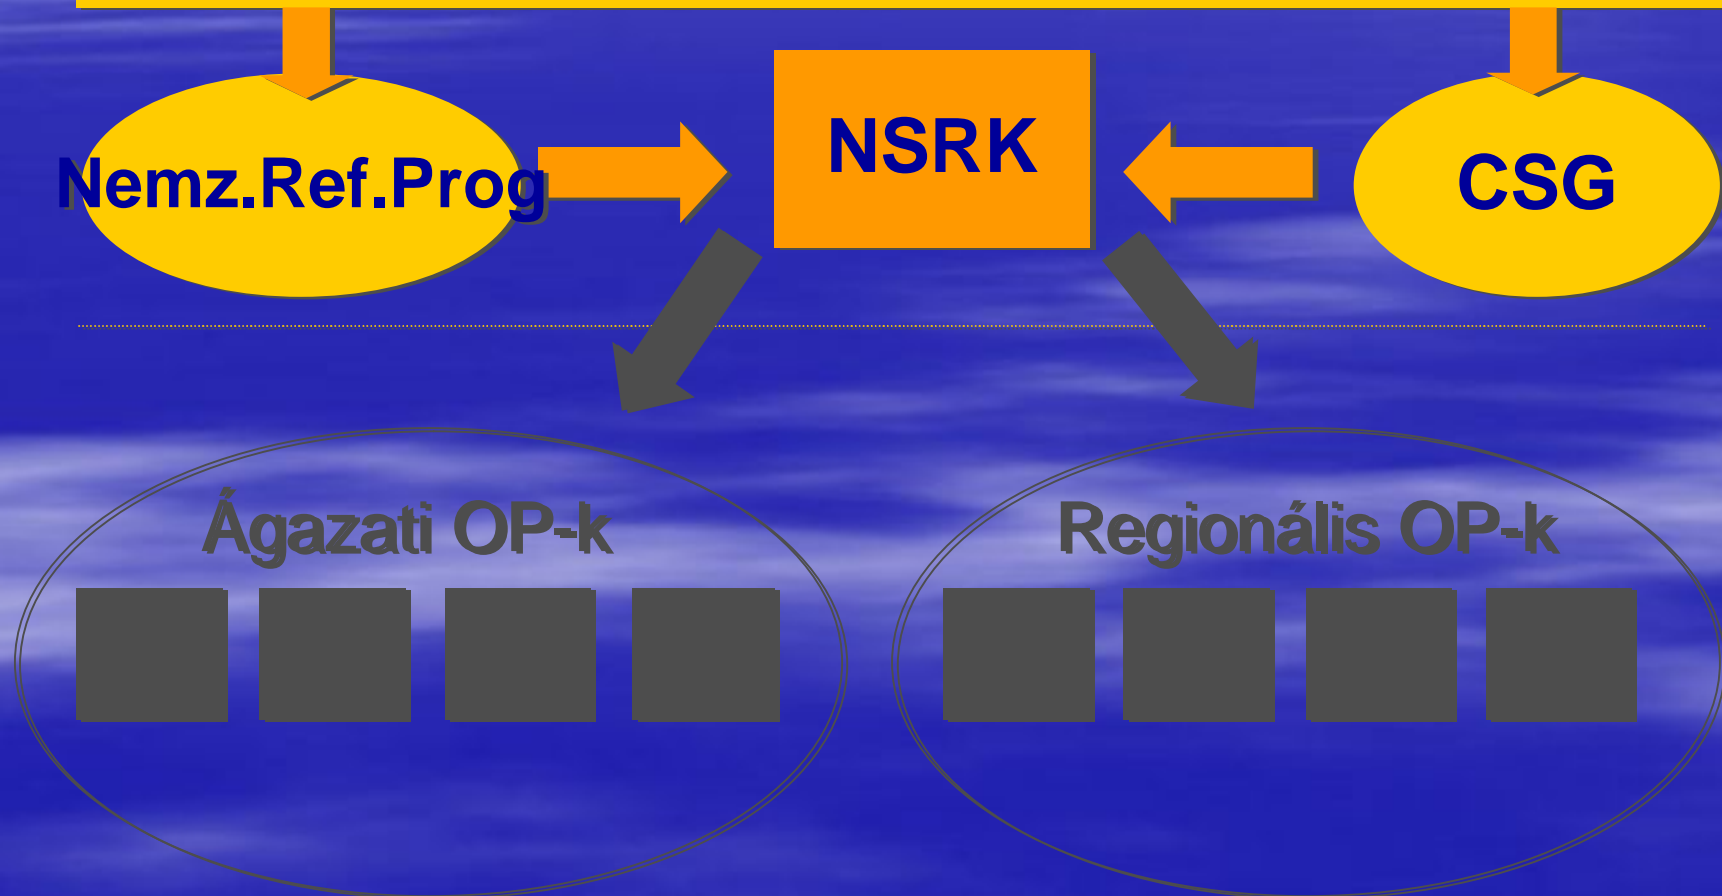 Nemz.Ref.Prog
NSRK
CSG
Ágazati OP-k
Regionális OP-k